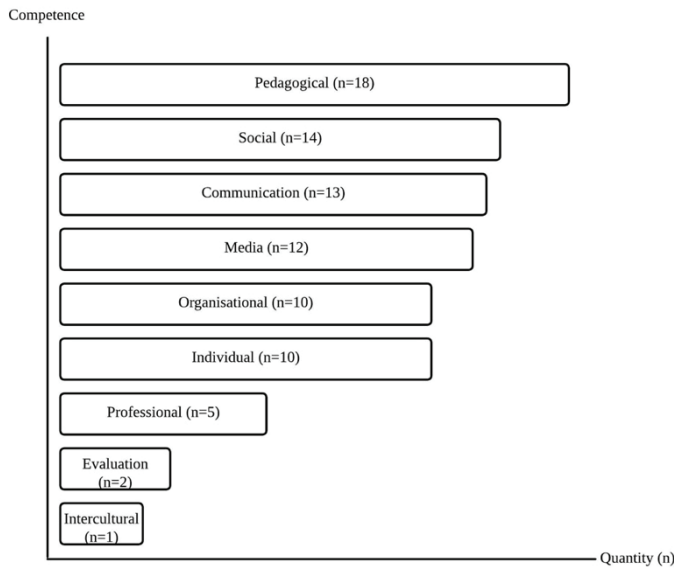 Competence
Pedagogical (n=18)
Social (n=14)
Communication (n=13)
Media (n=12)
Organisational (n=10)
Individual (n=10)
Professional (n=5)
Evaluation
(n=2)
Intercultural
(n=1)
Quantity (n)